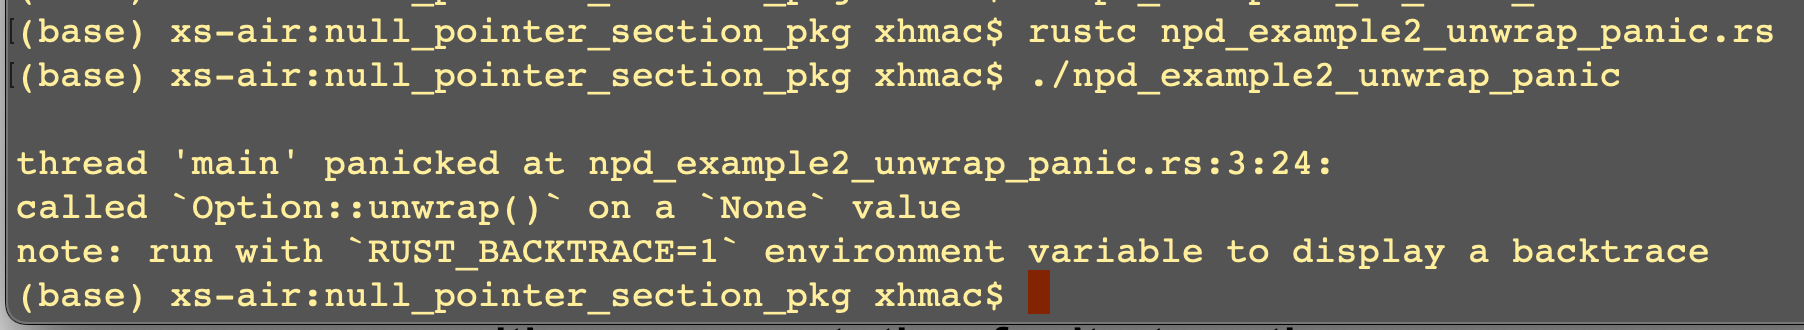 (base) xs-air:null_pointer_section_pkg xhmac$ rustc npd_example2_unwrap_panic.rs
(base) xs-air:null_pointer_section_pkg xhmac$ ./npd_example2_unwrap_panic
thread 'main' panicked at npd_example2_unwrap_panic.rs:3:24:
called `Option::unwrap()` on a `None` value
note: run with `RUST_BACKTRACE=1` environment variable to display a backtrace
(base) xs-air:null_pointer_section_pkg xhmac$